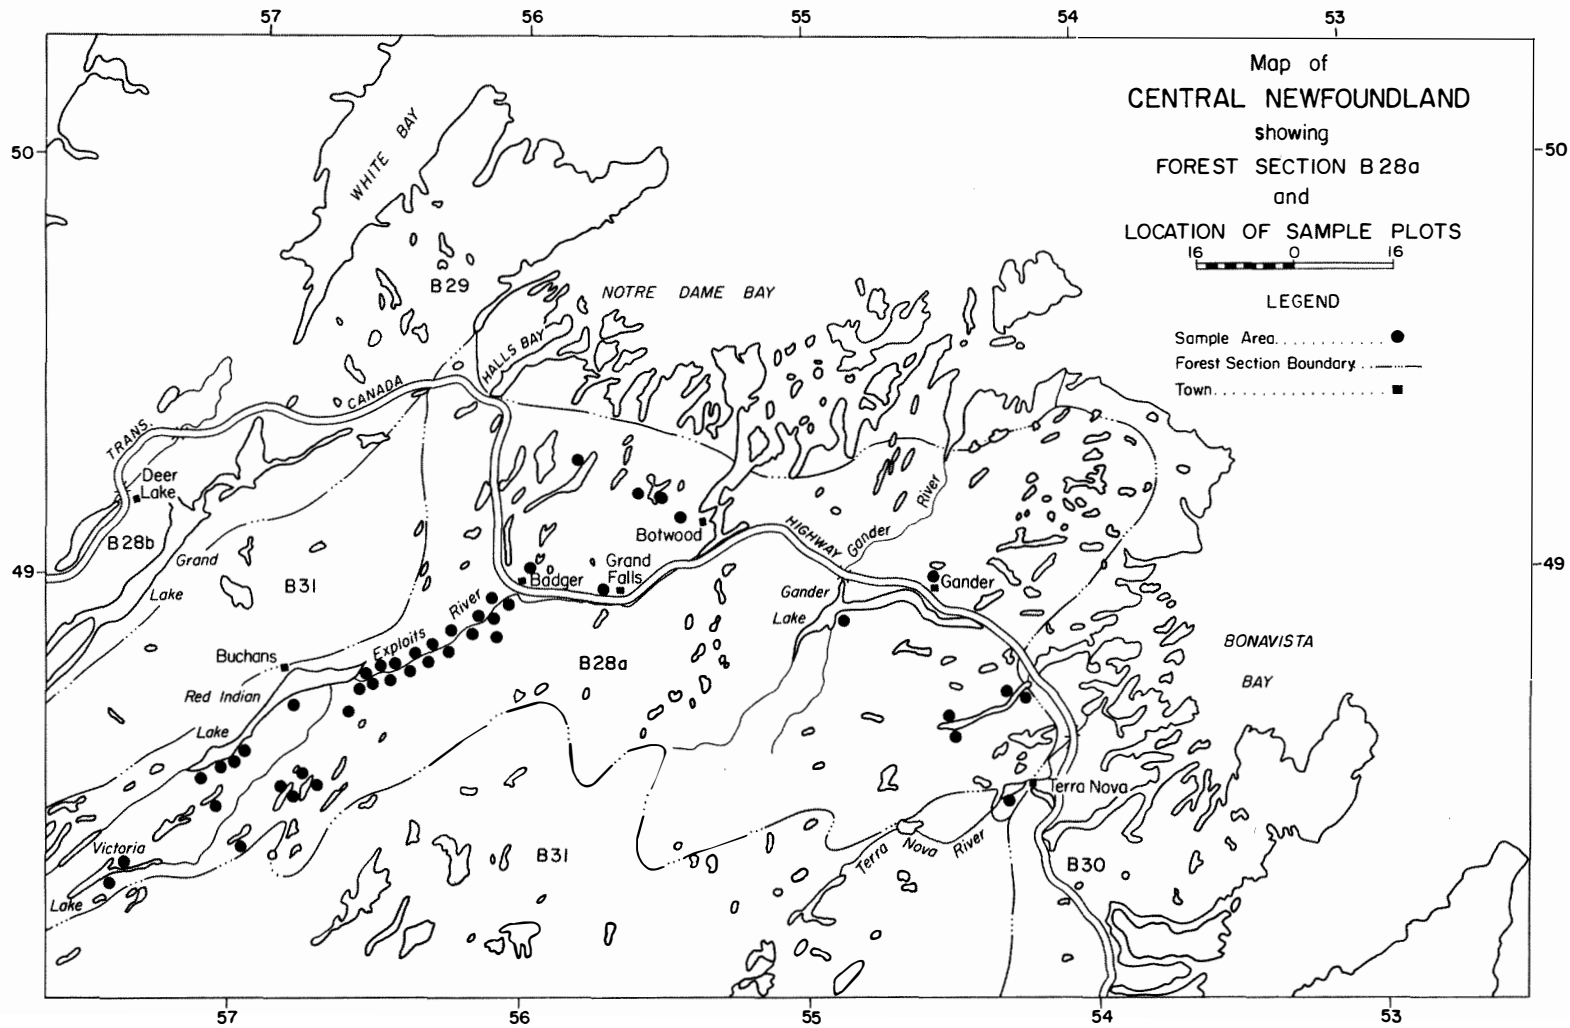 57 56 55 54 53
Map of
CENTRAL NEWFOUNDLAND
showing
FOREST SECTION B28a
and
LOCATION OF SAMPLE PLOTS
16 0 16
LEGEND
Sample Area
Forest Section Boundary
Town
50
50
WHITE BAY
B29
NOTRE DAME BAY
HALLS BAY
TRANS. CANADA
HIGHWAY
Deer
Lake
B28b
Grand
Lake
B31
Botwood
Grand
Falls
Badger
Gander
River
Gander
Lake
Gander
49
49
Exploits River
Buchans
Red Indian
Lake
B28a
BONAVISTA
BAY
Terra Nova
Terra Nova River
Victoria
Lake
B31
B30
57 56 55 54 53